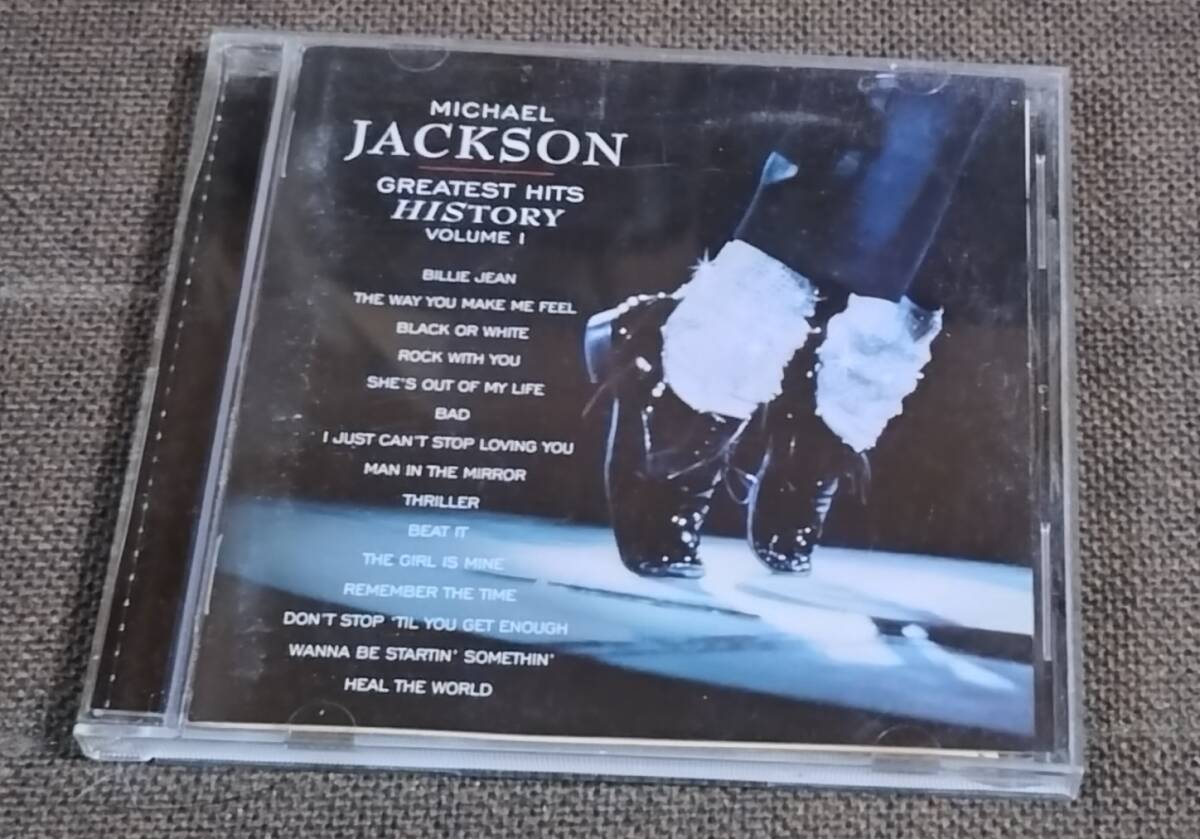 MICHAEL
JACKSON
GREATEST HITS
HISTORY
VOLUME I
BILLIE JEAN
THE WAY YOU MAKE ME FEEL
BLACK OR WHITE
ROCK WITH YOU
SHE'S OUT OF MY LIFE
BAD
I JUST CAN'T STOP LOVING YOU
MAN IN THE MIRROR
THRILLER
BEAT IT
THE GIRL IS MINE
REMEMBER THE TIME
DON'T STOP 'TIL YOU GET ENOUGH
WANNA BE STARTIN' SOMETHIN'
HEAL THE WORLD